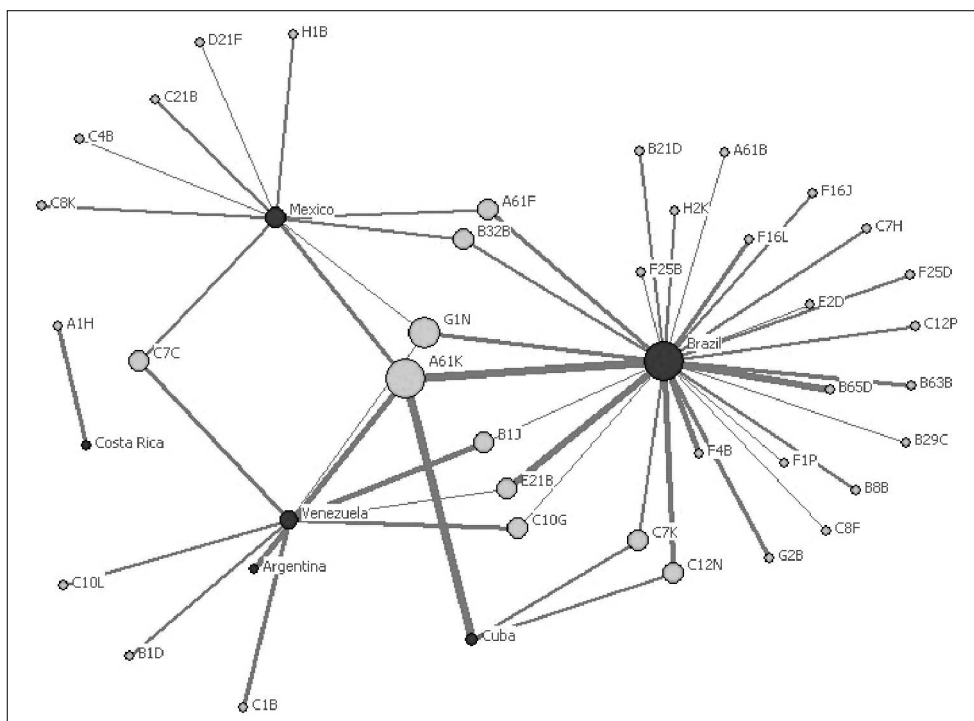 H1B
D21F
C21B
C4B
C8K
Mexico
A61F
B32B
B21D
A61B
F16J
H2K
C7H
F16L
F25B
F25D
E2D
C12P
A1H
G1N
C7C
A61K
Brazil
B65D
B63B
Costa Rica
B1J
F4B
B29C
F1P
E21B
B8B
Venezuela
C10G
C7K
C8F
G2B
Argentina
C12N
C10L
Cuba
B1D
C1B